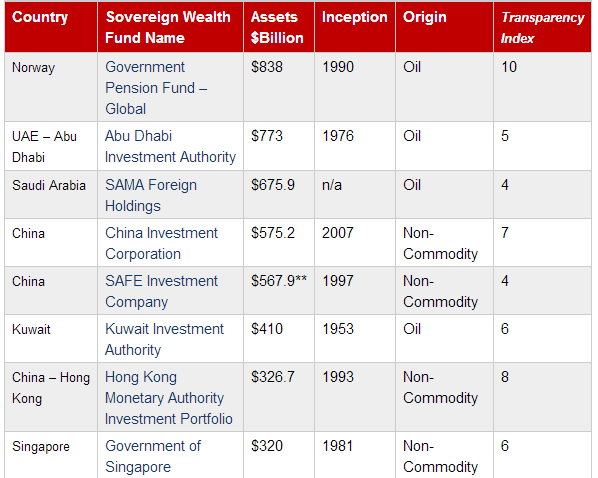 Country Sovereign Wealth Fund Name Assets $Billion Inception Origin Transparency Index
Norway Government Pension Fund – Global $838 1990 Oil 10
UAE – Abu Dhabi Abu Dhabi Investment Authority $773 1976 Oil 5
Saudi Arabia SAMA Foreign Holdings $675.9 n/a Oil 4
China China Investment Corporation $575.2 2007 Non-Commodity 7
China SAFE Investment Company $567.9** 1997 Non-Commodity 4
Kuwait Kuwait Investment Authority $410 1953 Oil 6
China – Hong Kong Hong Kong Monetary Authority Investment Portfolio $326.7 1993 Non-Commodity 8
Singapore Government of Singapore $320 1981 Non-Commodity 6